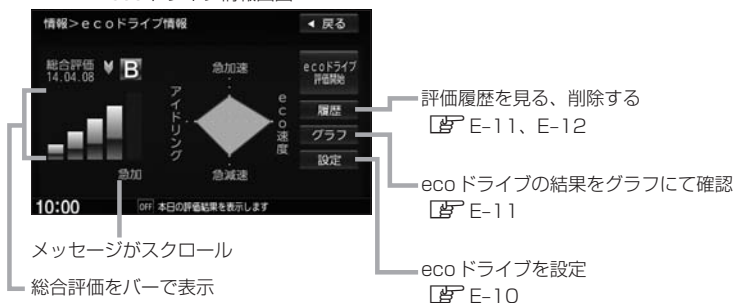 情報>ecoドライブ情報
◀ 戻る
総合評価 B
14.04.08
急加速
アイドリング
eco速度
急減速
ecoドライブ
評価開始
履歴
グラフ
設定
急加
10:00
OFF 本日の評価結果を表示します
評価履歴を見る、削除する
E-11、E-12
ecoドライブの結果をグラフにて確認
E-11
ecoドライブを設定
E-10
メッセージがスクロール
総合評価をバーで表示